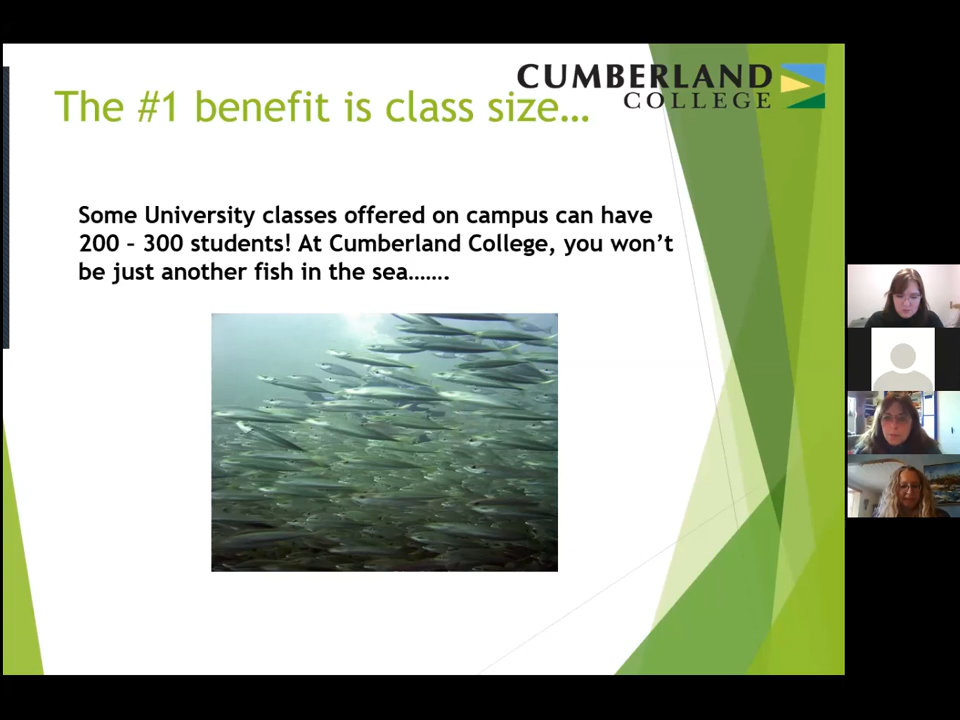 CUMBERLAND
COLLEGE
The #1 benefit is class size…
Some University classes offered on campus can have
200 – 300 students! At Cumberland College, you won’t
be just another fish in the sea…….